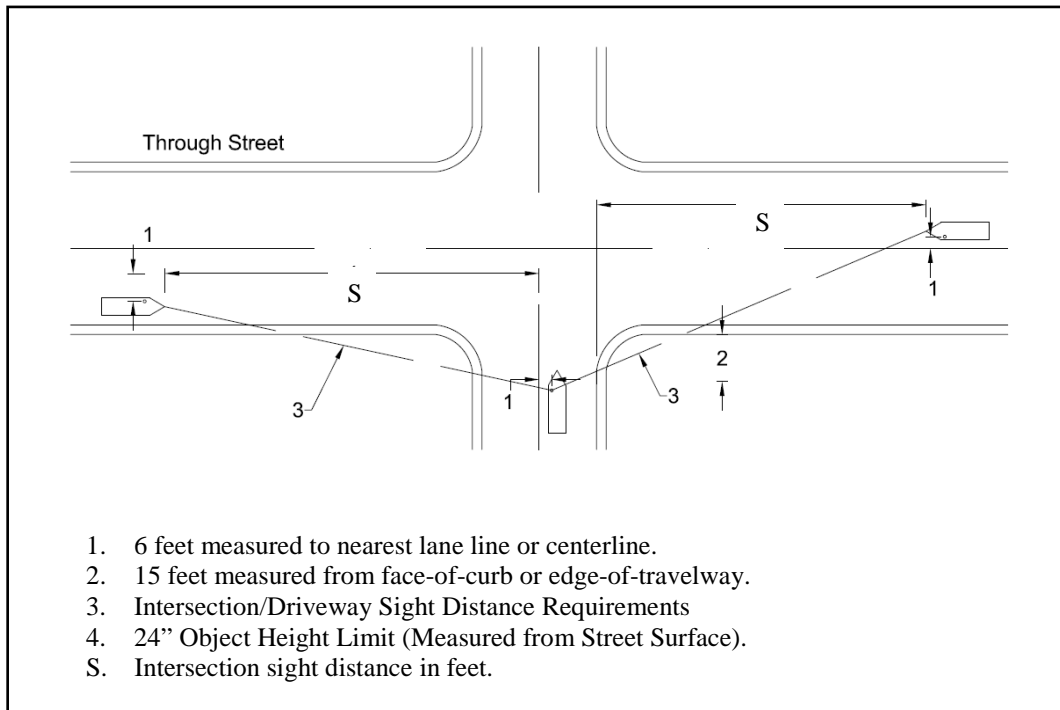 Through Street
1
S
S
1
3
1
2
3
1. 6 feet measured to nearest lane line or centerline.
2. 15 feet measured from face-of-curb or edge-of-travelway.
3. Intersection/Driveway Sight Distance Requirements
4. 24” Object Height Limit (Measured from Street Surface).
S. Intersection sight distance in feet.